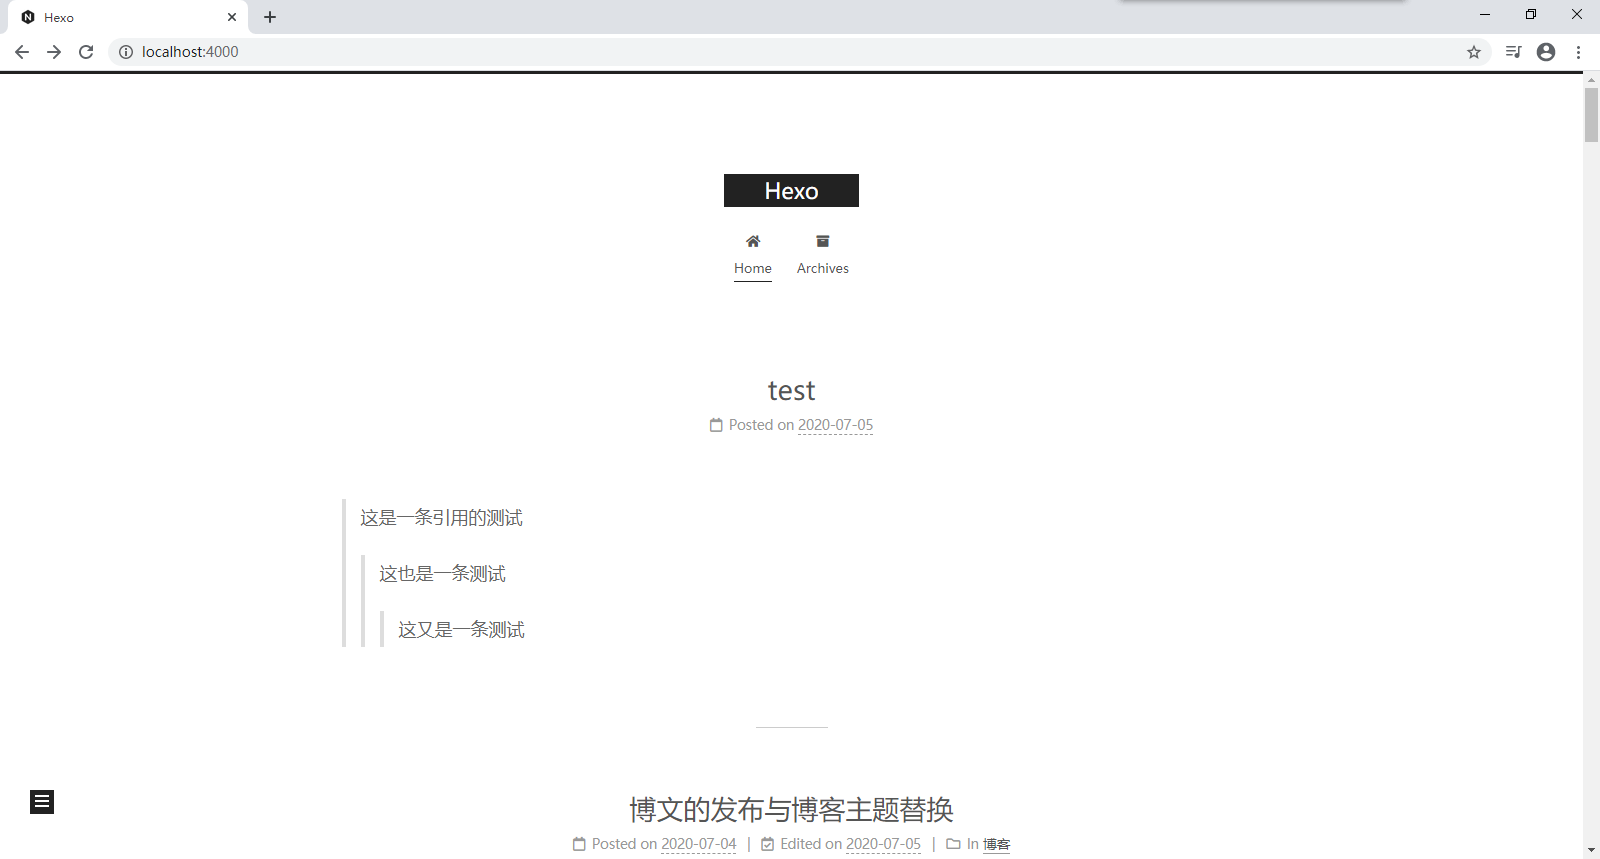 Hexo
localhost:4000
Hexo
Home Archives
test
Posted on 2020-07-05
这是一条引用的测试
这也是一条测试
这又是一条测试
博文的发布与博客主题替换
Posted on 2020-07-04 | Edited on 2020-07-05 | In 博客